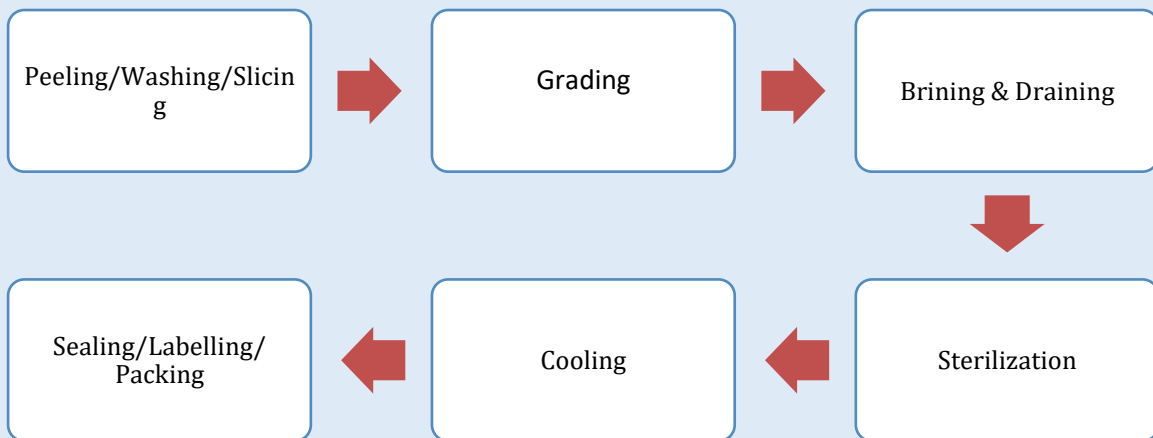 Peeling/Washing/Slicin
g
Grading
Brining & Draining
Sterilization
Cooling
Sealing/Labelling/
Packing